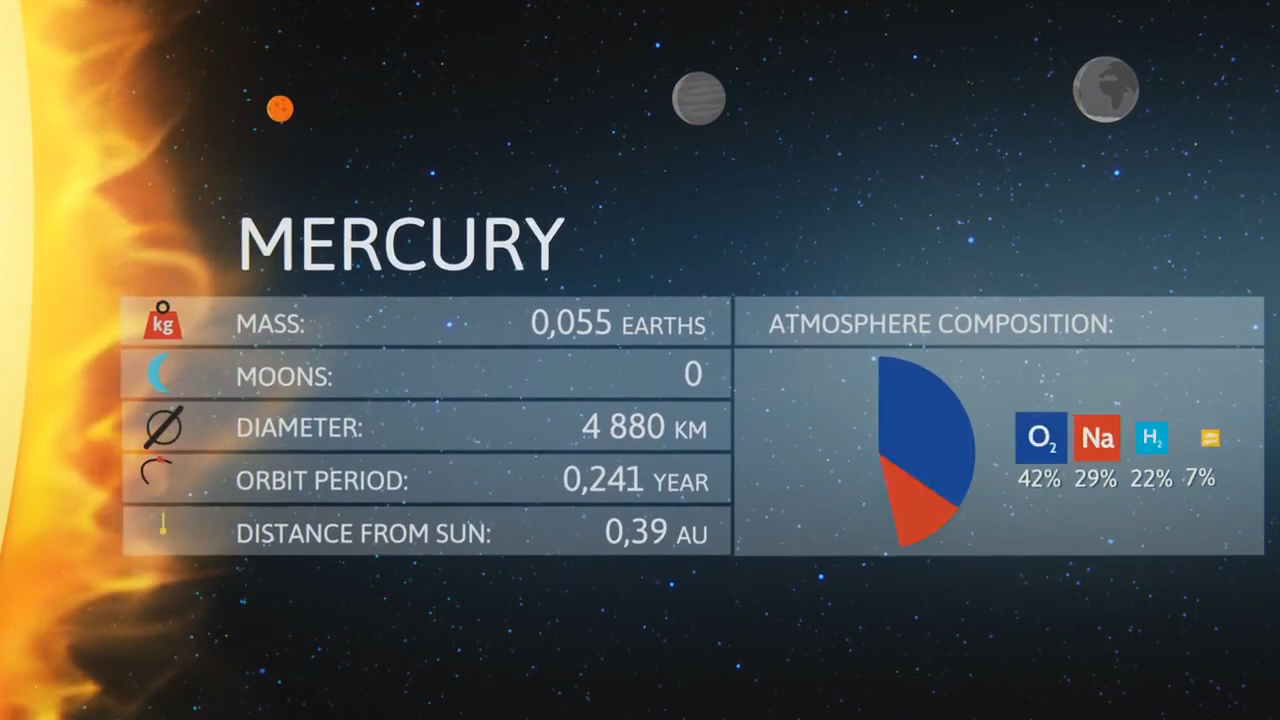 MERCURY
kg MASS: 0,055 EARTHS
MOONS: 0
DIAMETER: 4 880 KM
ORBIT PERIOD: 0,241 YEAR
DISTANCE FROM SUN: 0,39 AU
ATMOSPHERE COMPOSITION:
O₂ Na H₂
42% 29% 22% 7%